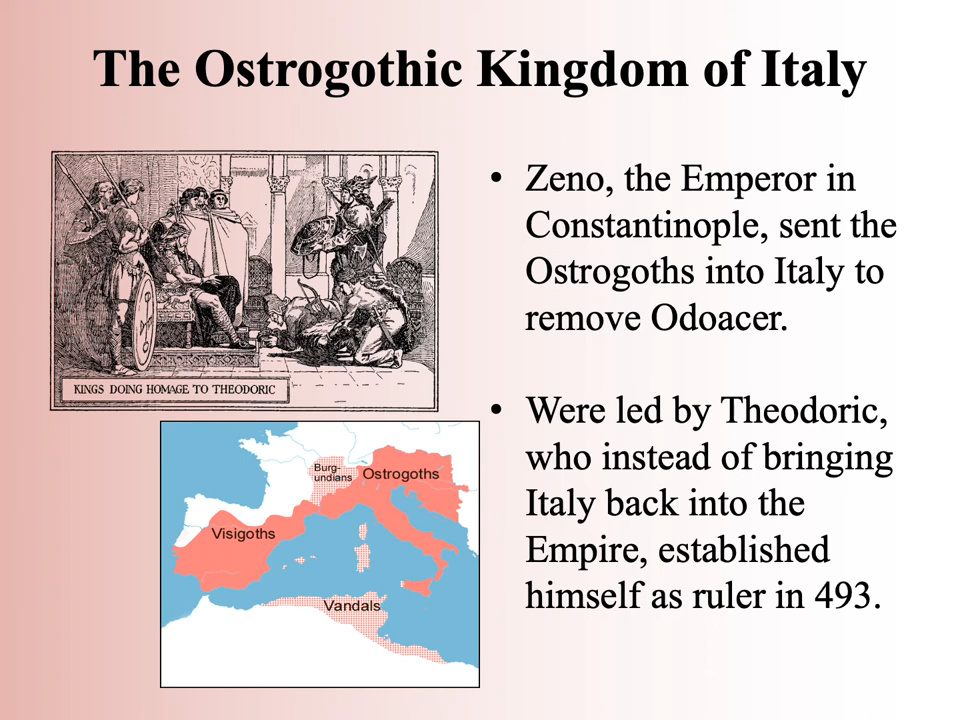 The Ostrogothic Kingdom of Italy
KINGS DOING HOMAGE TO THEODORIC
Burg-
undians
Ostrogoths
Visigoths
Vandals
• Zeno, the Emperor in
Constantinople, sent the
Ostrogoths into Italy to
remove Odoacer.
• Were led by Theodoric,
who instead of bringing
Italy back into the
Empire, established
himself as ruler in 493.